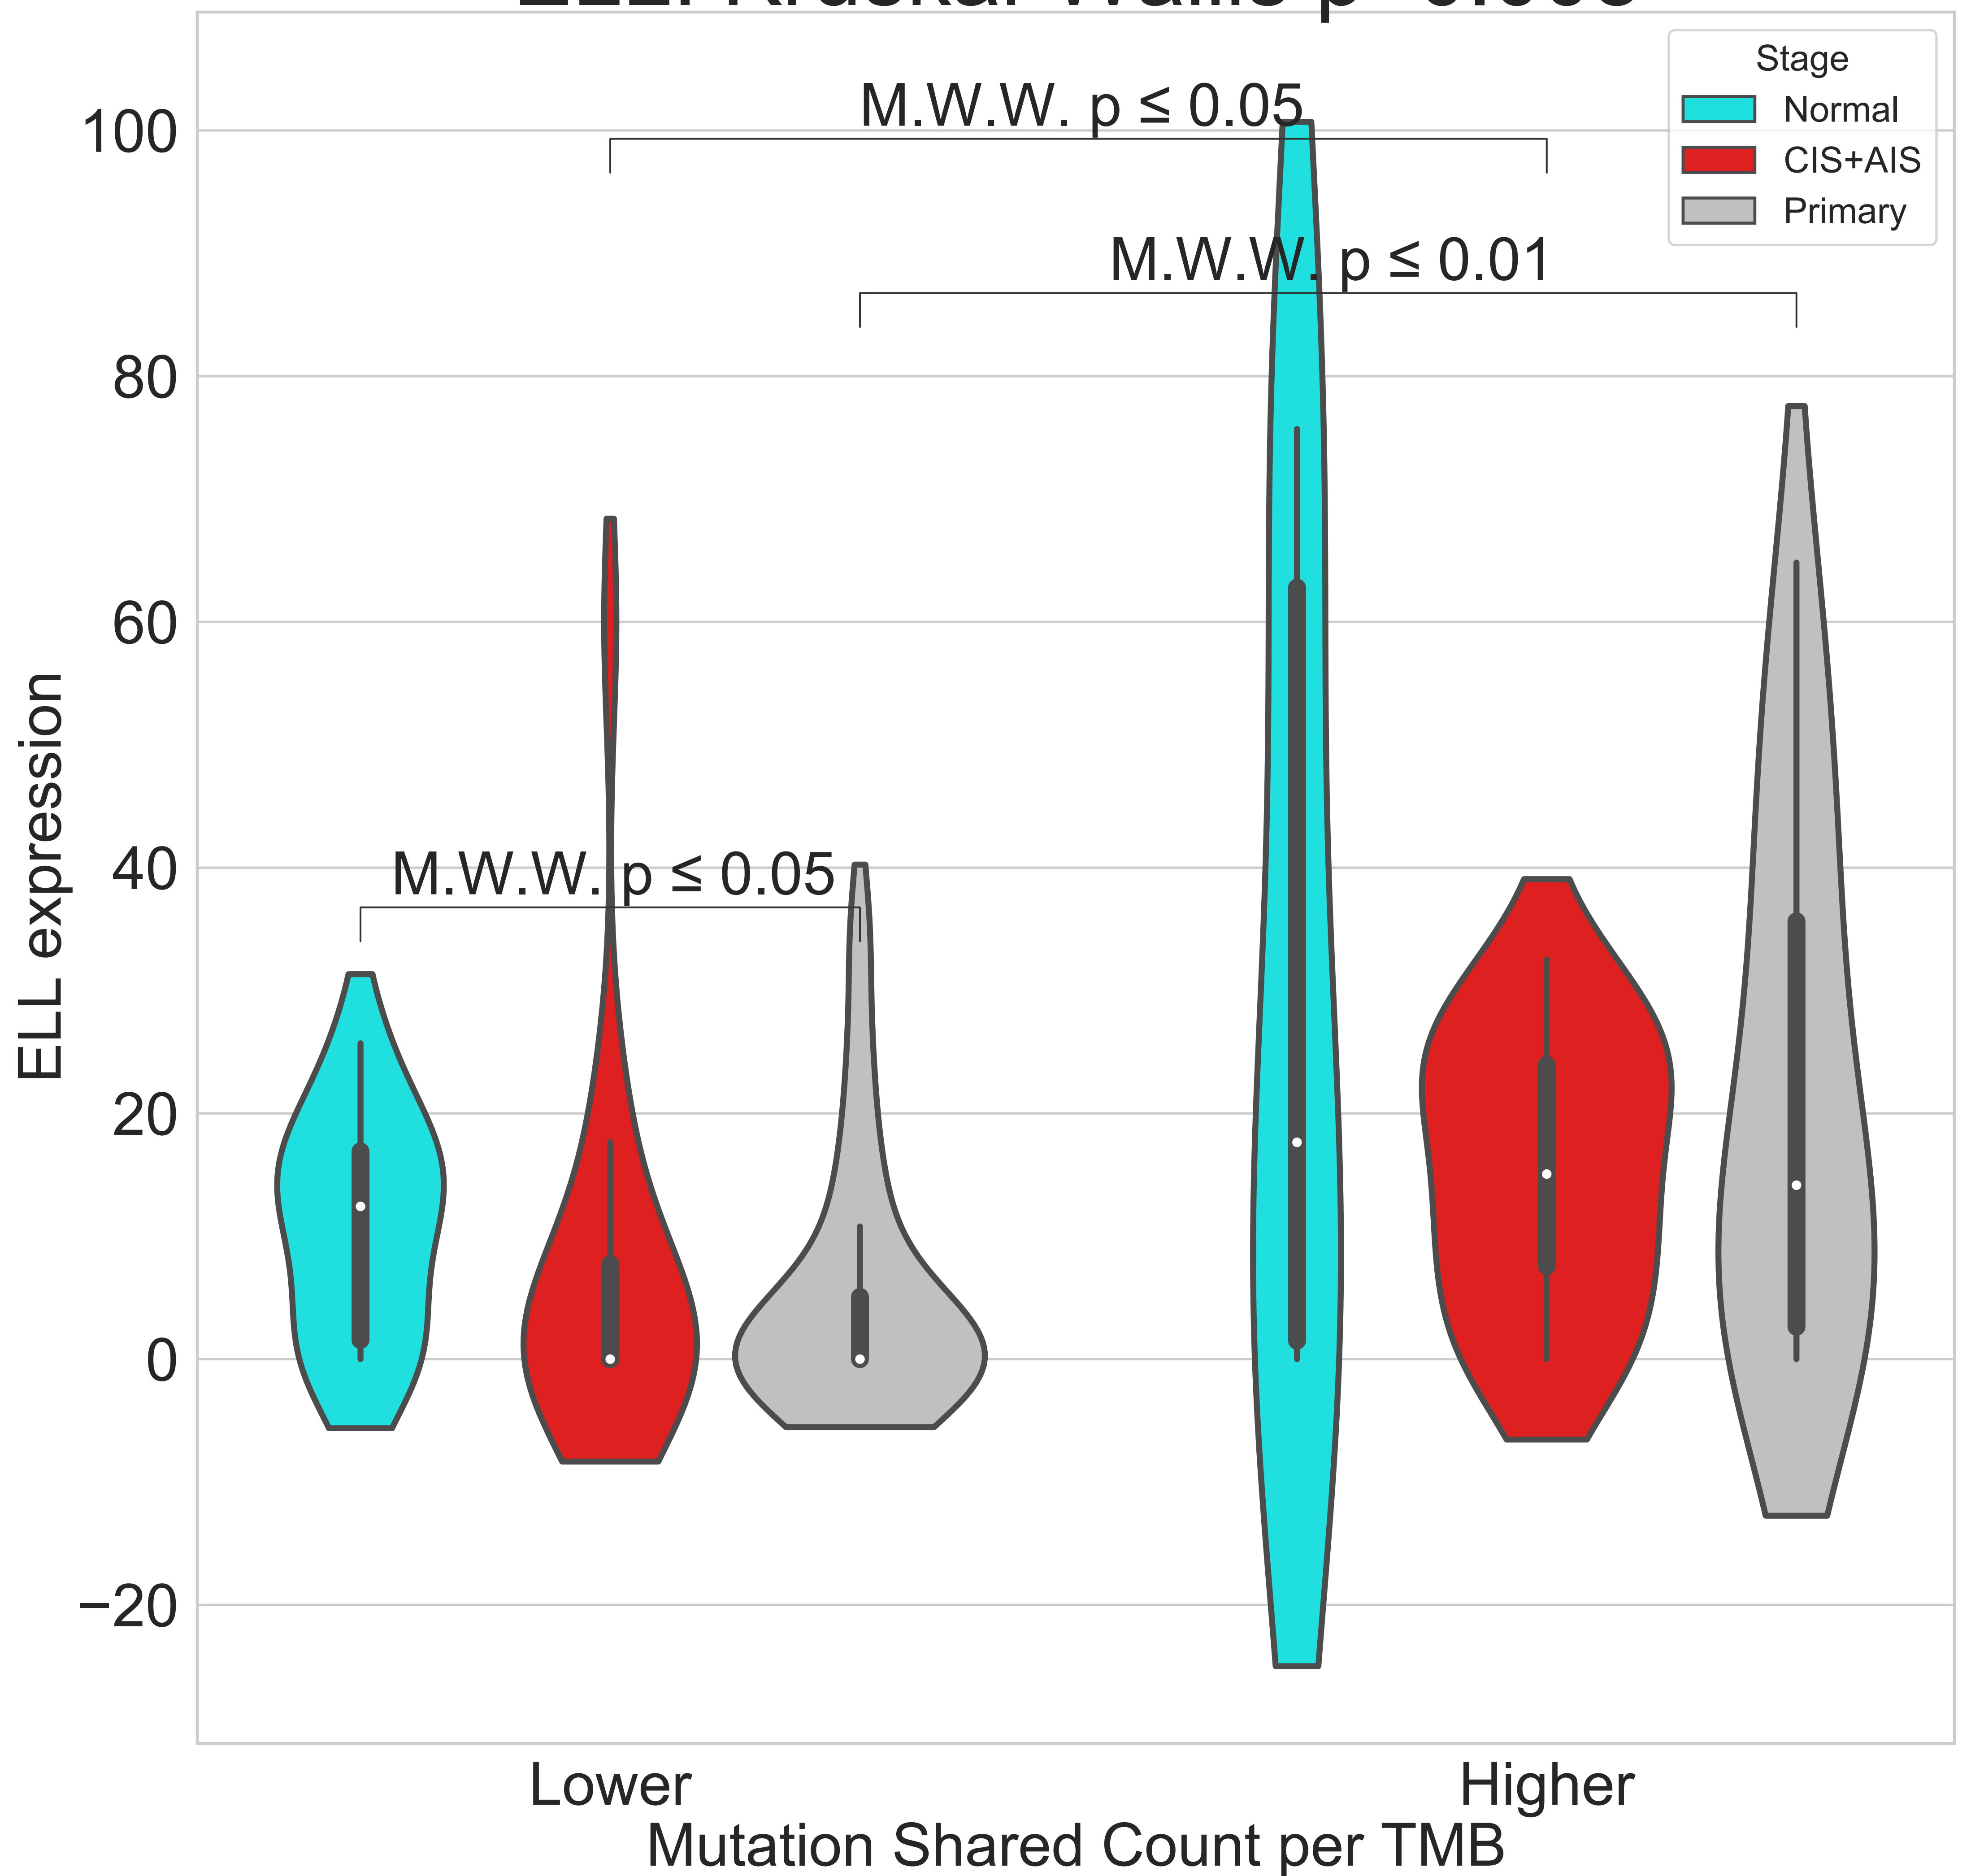 Stage
Normal
CIS+AIS
Primary
M.W.W. p ≤ 0.05
M.W.W. p ≤ 0.01
M.W.W. p ≤ 0.05
100
80
60
40
20
0
−20
ELL expression
Lower
Higher
Mutation Shared Count per TMB